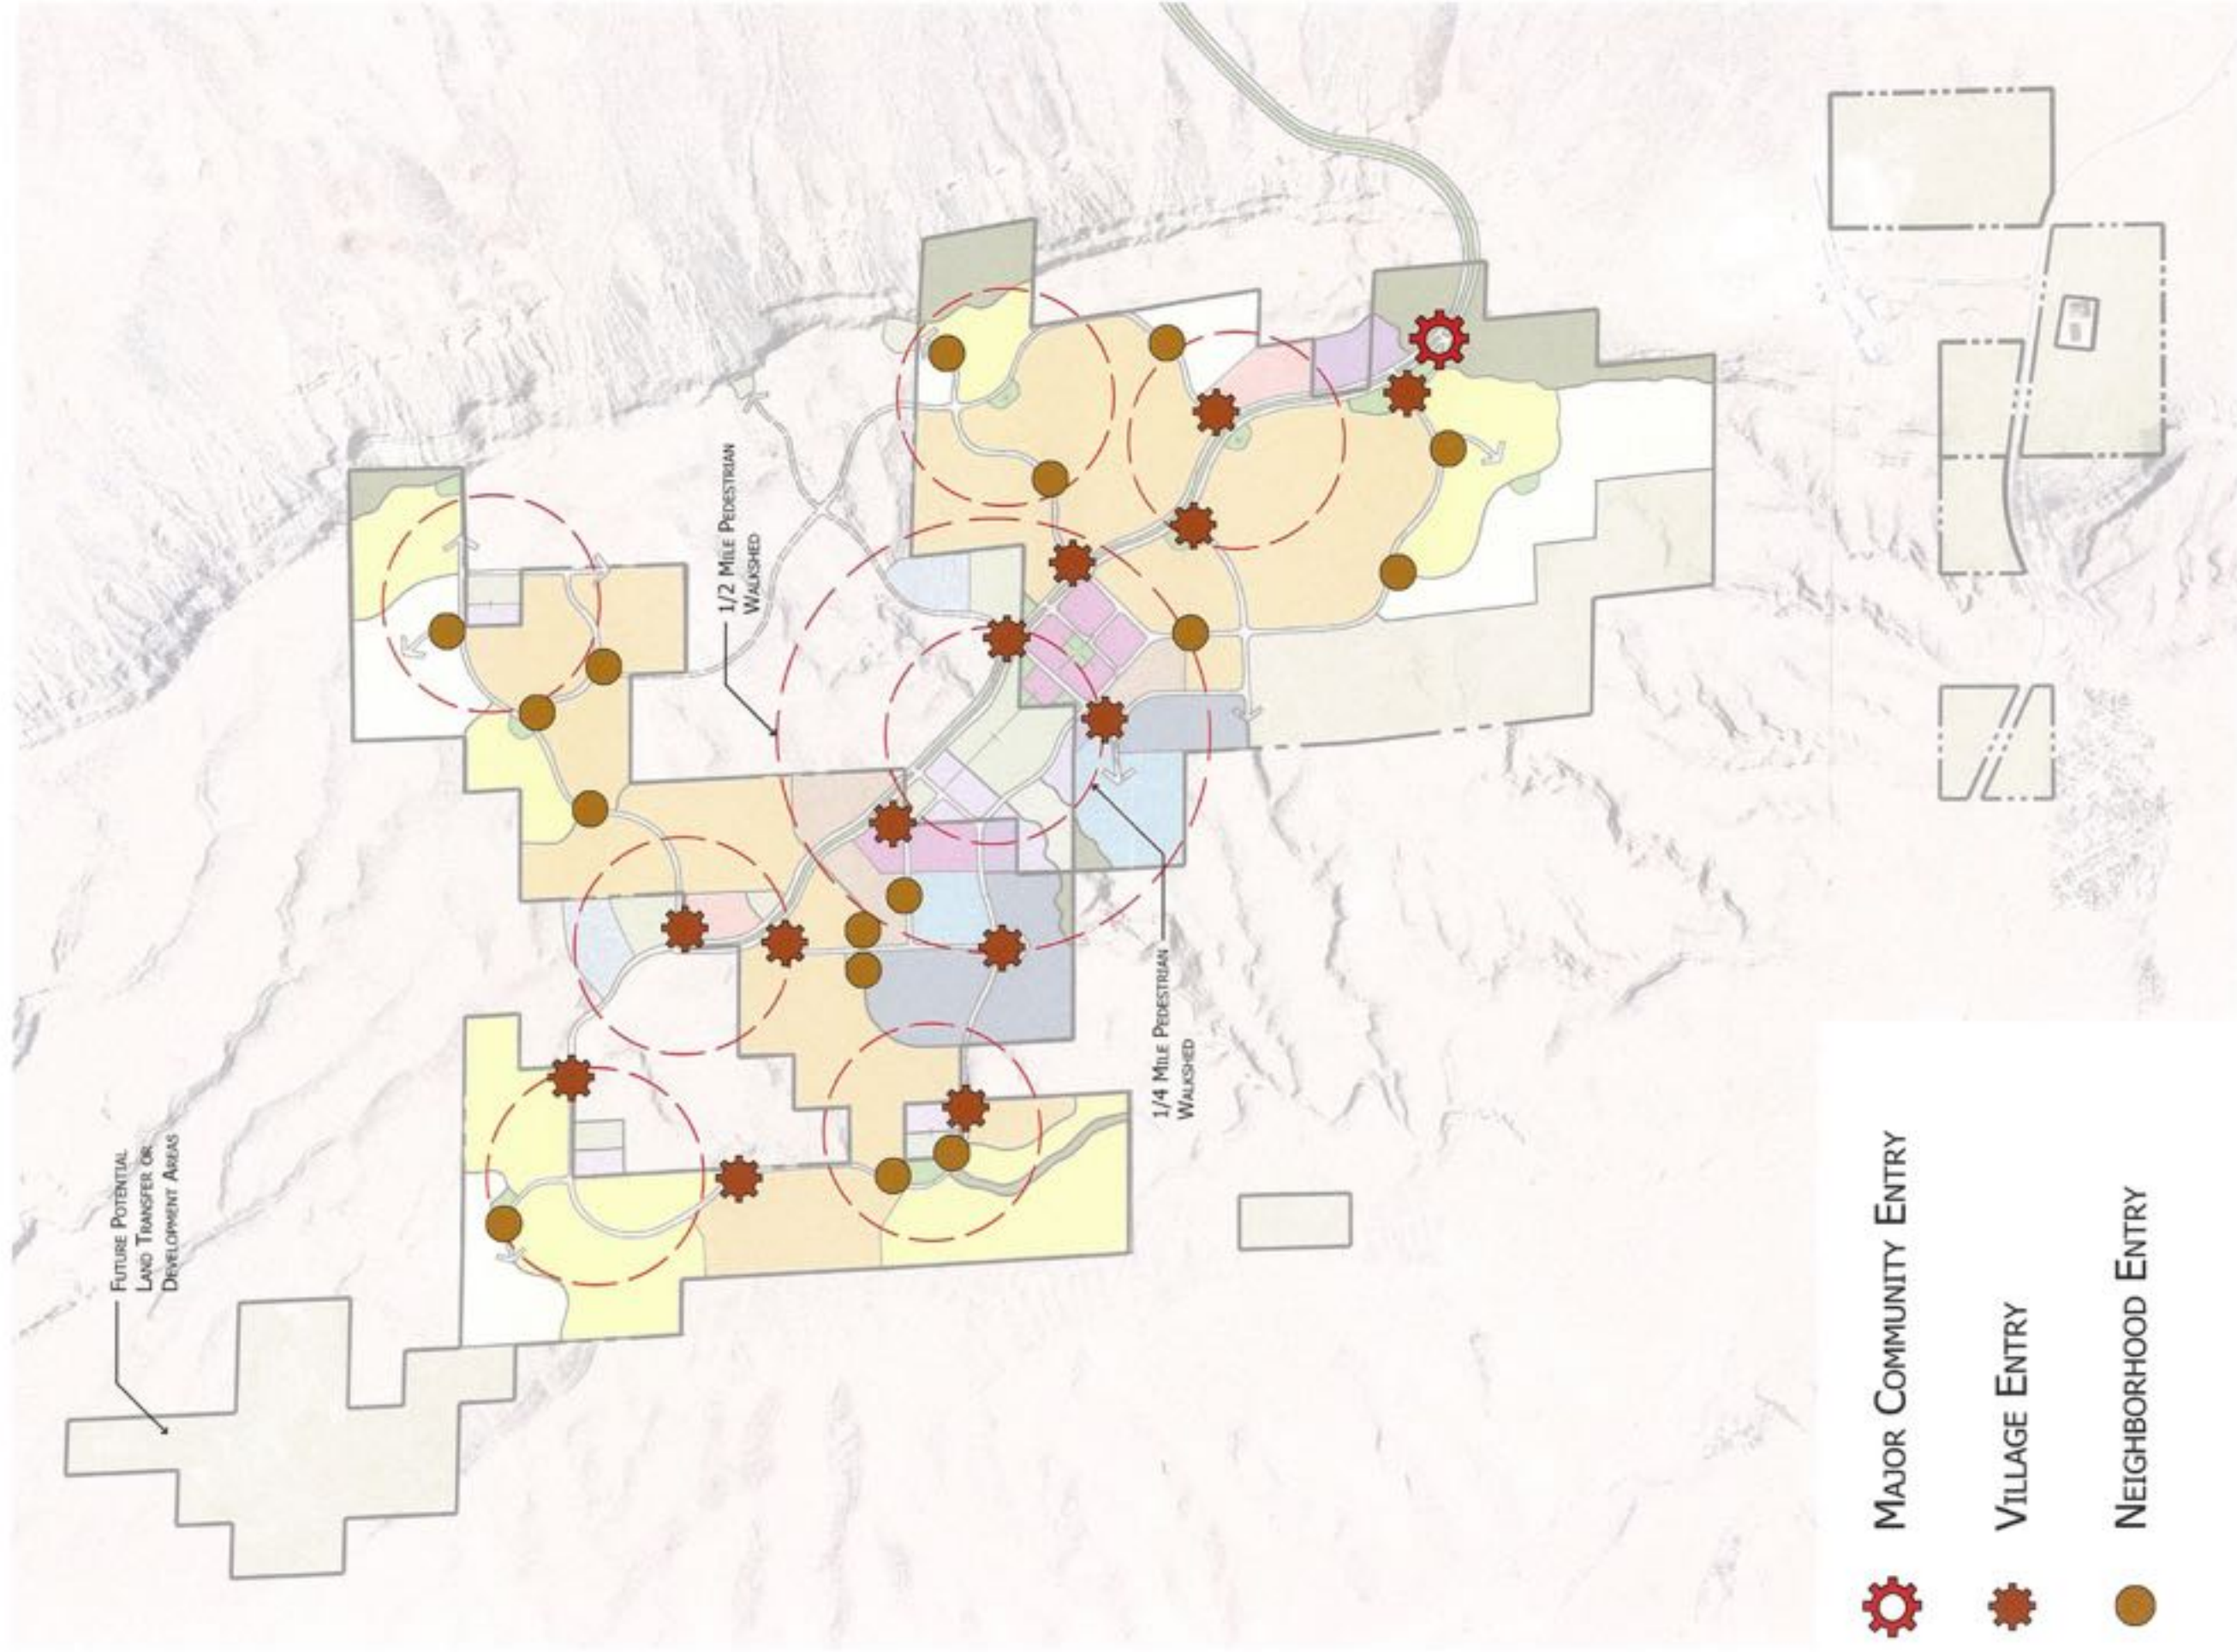 Future Potential
Land Transfer or
Development Areas
1/2 Mile Pedestrian
Walkshed
1/4 Mile Pedestrian
Walkshed
Major Community Entry
Village Entry
Neighborhood Entry